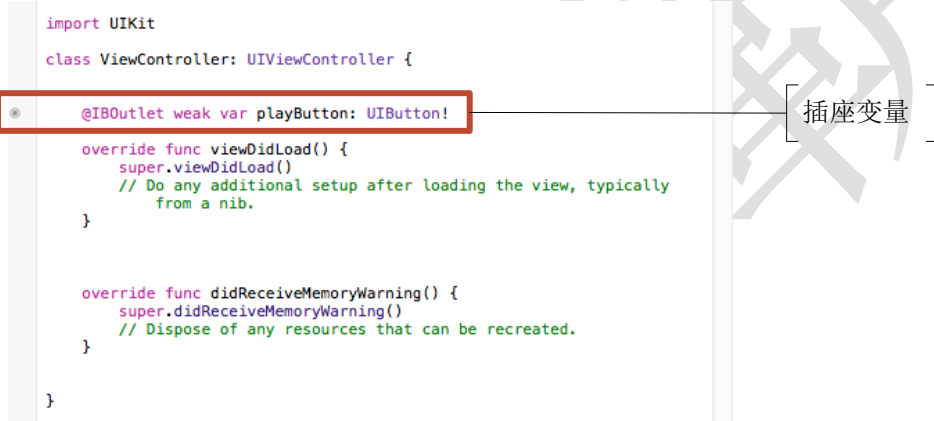 import UIKit
class ViewController: UIViewController {
@IBOutlet weak var playButton: UIButton!
插座变量
override func viewDidLoad() {
super.viewDidLoad()
// Do any additional setup after loading the view, typically
from a nib.
}
override func didReceiveMemoryWarning() {
super.didReceiveMemoryWarning()
// Dispose of any resources that can be recreated.
}
}